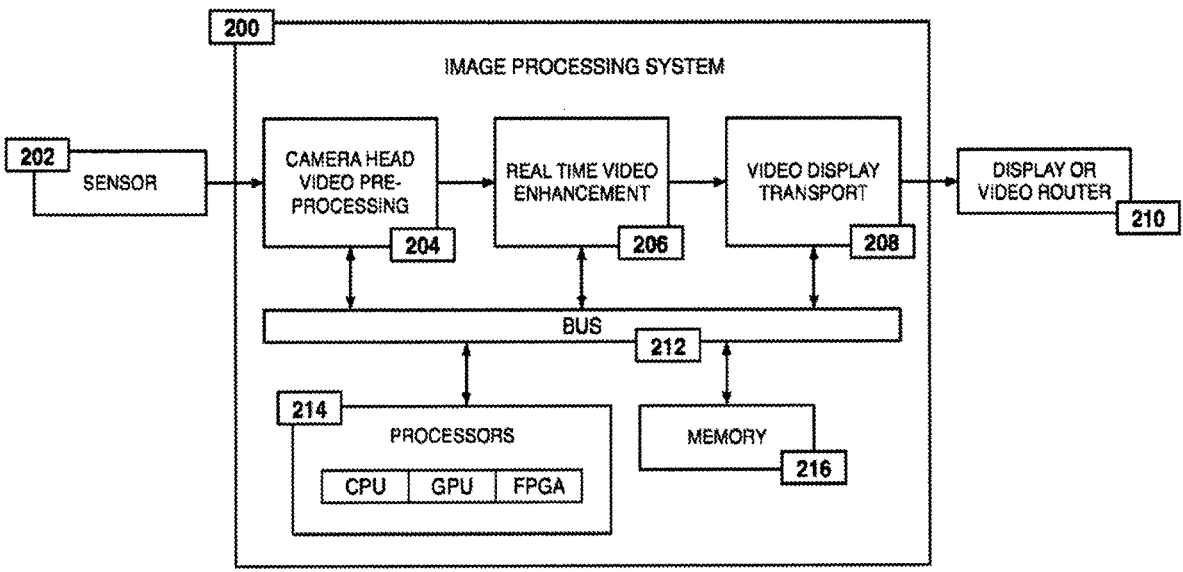 200
IMAGE PROCESSING SYSTEM
202
SENSOR
CAMERA HEAD
VIDEO PRE-
PROCESSING
204
REAL TIME VIDEO
ENHANCEMENT
206
VIDEO DISPLAY
TRANSPORT
208
DISPLAY OR
VIDEO ROUTER
210
BUS
212
214
PROCESSORS
CPU
GPU
FPGA
MEMORY
216